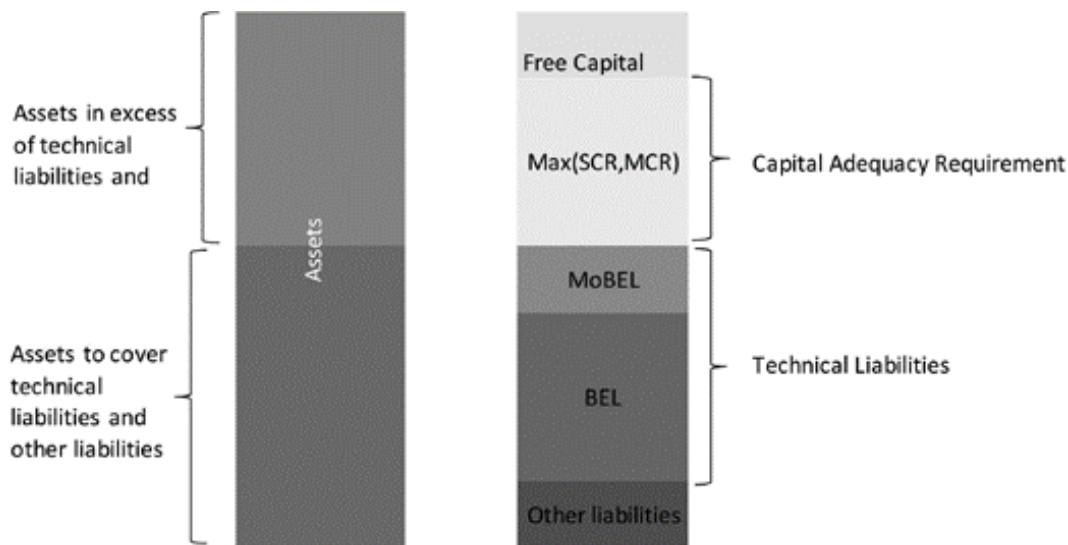 Assets in excess
of technical
liabilities and
Assets to cover
technical
liabilities and
other liabilities
Assets
Free Capital
Max(SCR,MCR)
MoBEL
BEL
Other liabilities
Capital Adequacy Requirement
Technical Liabilities